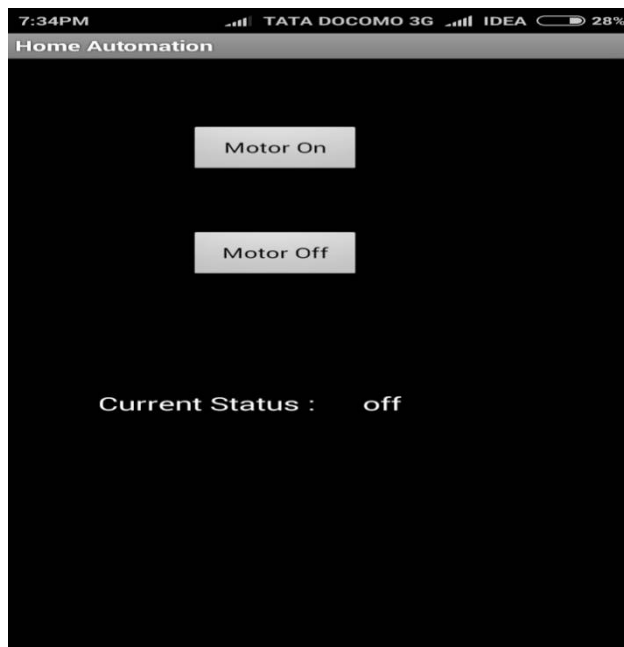 7:34PM TATA DOCOMO 3G IDEA 28%
Home Automation
Motor On
Motor Off
Current Status : off